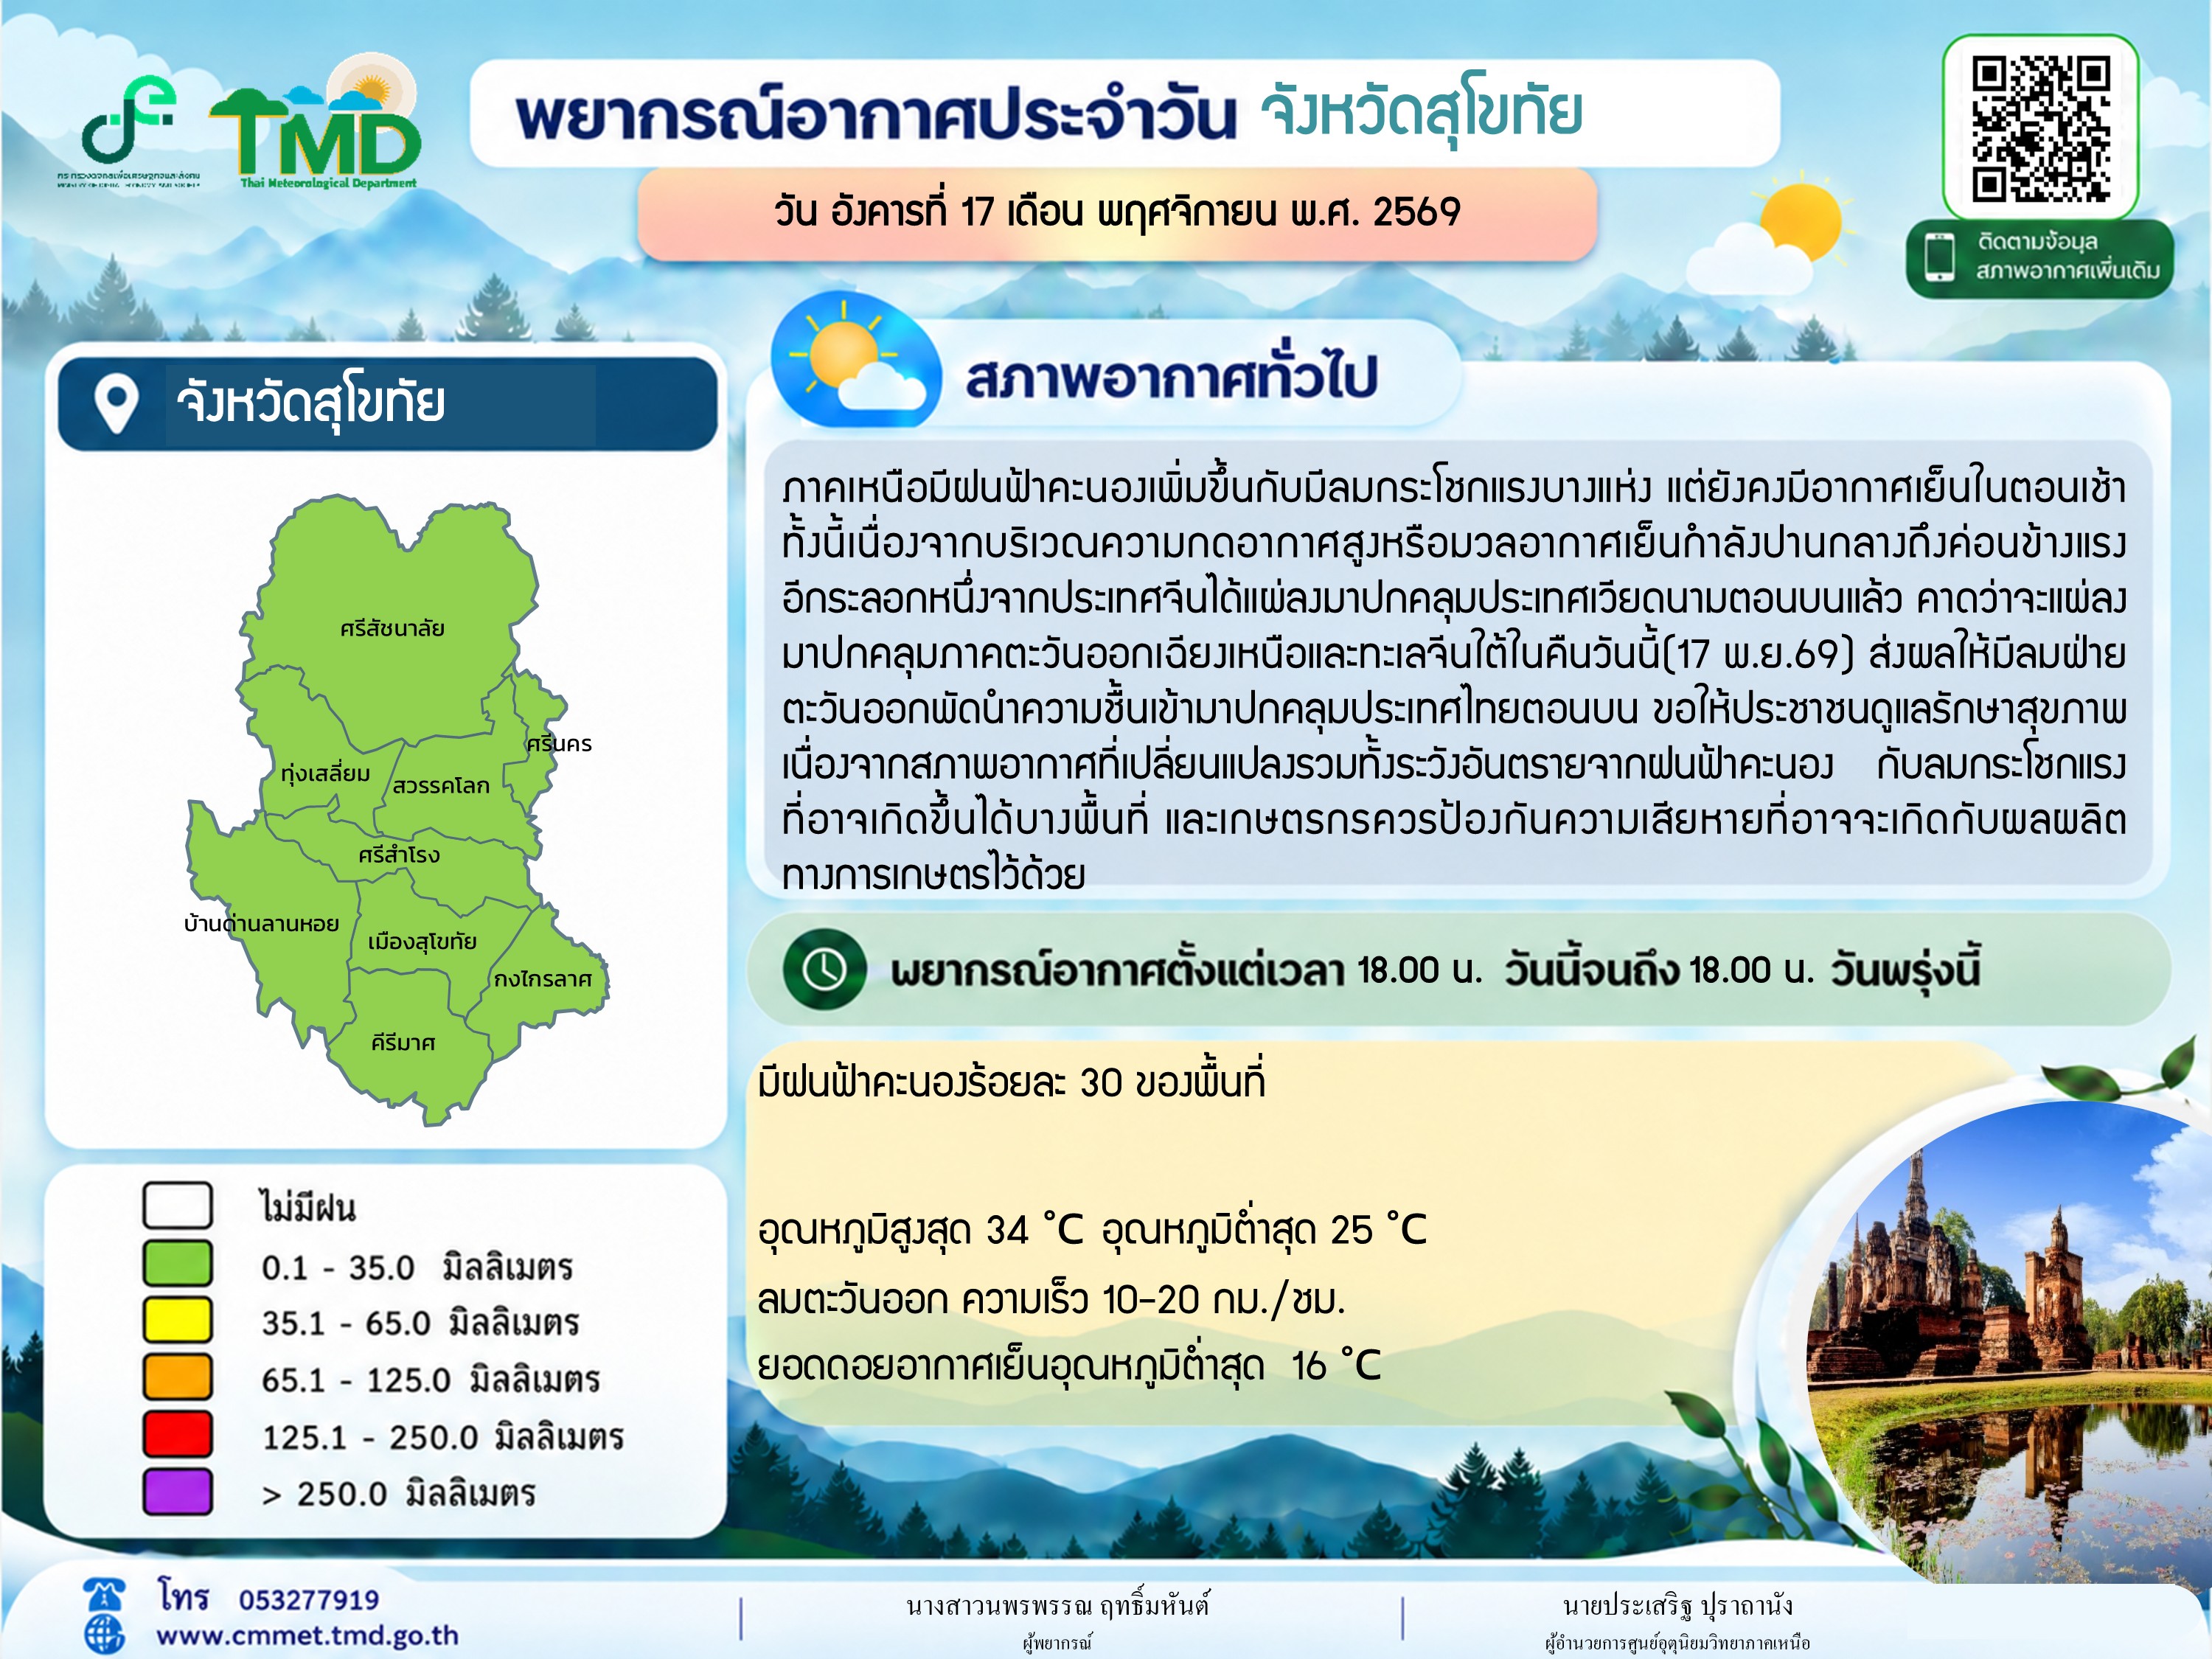 พยากรณ์อากาศประจำวัน จังหวัดสุโขทัย
TMD
Thai Meteorological Department
วัน อังคารที่ 17 เดือน พฤศจิกายน พ.ศ. 2569
ติดตามข้อมูล
สภาพอากาศเพิ่มเติม
จังหวัดสุโขทัย
ศรีสัชนาลัย
ศรีนคร
ทุ่งเสลี่ยม
สวรรคโลก
ศรีสำโรง
บ้านด่านลานหอย
เมืองสุโขทัย
กงไกรลาศ
คีรีมาศ
ไม่มีฝน
0.1 - 35.0 มิลลิเมตร
35.1 - 65.0 มิลลิเมตร
65.1 - 125.0 มิลลิเมตร
125.1 - 250.0 มิลลิเมตร
> 250.0 มิลลิเมตร
สภาพอากาศทั่วไป
ภาคเหนือมีฝนฟ้าคะนองเพิ่มขึ้นกับมีลมกระโชกแรงบางแห่ง แต่ยังคงมีอากาศเย็นในตอนเช้า
ทั้งนี้เนื่องจากบริเวณความกดอากาศสูงหรือมวลอากาศเย็นกำลังปานกลางถึงค่อนข้างแรง
อีกระลอกหนึ่งจากประเทศจีนได้แผ่ลงมาปกคลุมประเทศเวียดนามตอนบนแล้ว คาดว่าจะแผ่ลง
มาปกคลุมภาคตะวันออกเฉียงเหนือและทะเลจีนใต้ในคืนวันนี้(17 พ.ย.69) ส่งผลให้มีลมฝ่าย
ตะวันออกพัดนำความชื้นเข้ามาปกคลุมประเทศไทยตอนบน ขอให้ประชาชนดูแลรักษาสุขภาพ
เนื่องจากสภาพอากาศที่เปลี่ยนแปลงรวมทั้งระวังอันตรายจากฝนฟ้าคะนอง กับลมกระโชกแรง
ที่อาจเกิดขึ้นได้บางพื้นที่ และเกษตรกรควรป้องกันความเสียหายที่อาจจะเกิดกับผลผลิต
ทางการเกษตรไว้ด้วย
พยากรณ์อากาศตั้งแต่เวลา 18.00 น. วันนี้จนถึง 18.00 น. วันพรุ่งนี้
มีฝนฟ้าคะนองร้อยละ 30 ของพื้นที่
อุณหภูมิสูงสุด 34 °C อุณหภูมิต่ำสุด 25 °C
ลมตะวันออก ความเร็ว 10-20 กม./ชม.
ยอดดอยอากาศเย็นอุณหภูมิต่ำสุด 16 °C
โทร 053277919
www.cmmet.tmd.go.th
นางสาวนพรพรรณ ฤทธิ์มหันต์
ผู้พยากรณ์
นายประเสริฐ ปุราถานัง
ผู้อำนวยการศูนย์อุตุนิยมวิทยาภาคเหนือ